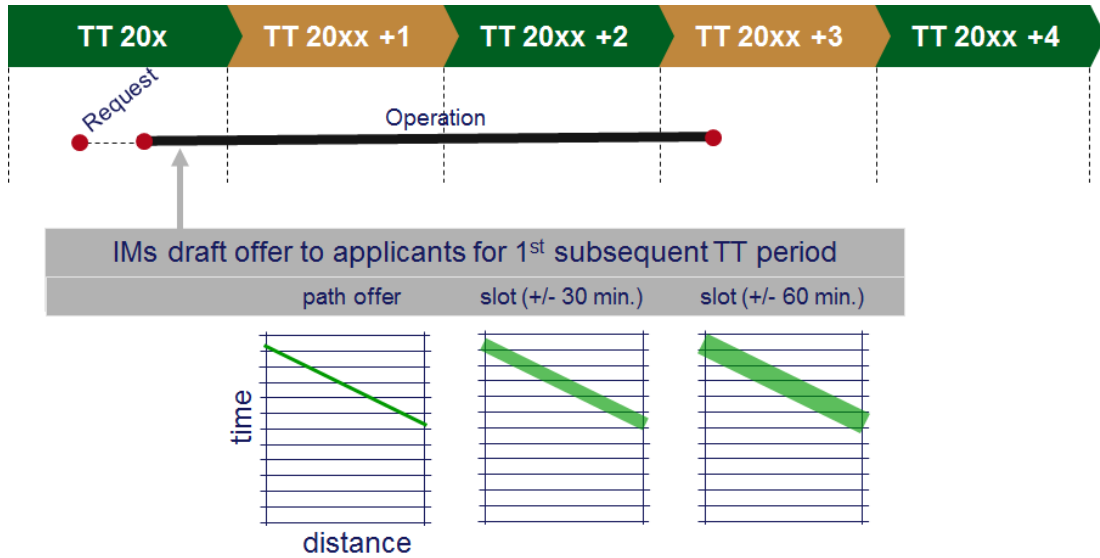 TT 20x TT 20xx +1 TT 20xx +2 TT 20xx +3 TT 20xx +4
Request
Operation
IMs draft offer to applicants for 1st subsequent TT period
path offer slot (+/- 30 min.) slot (+/- 60 min.)
time
distance